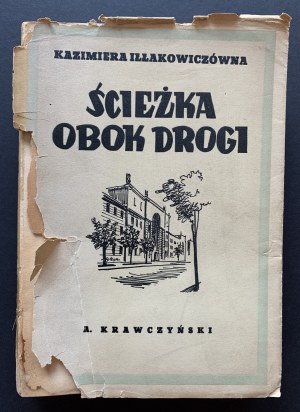 KAZIMIERA IŁŁAKOWICZÓWNA
ŚCIEŻKA
OBOK DROGI
A. KRAWCZYŃSKI